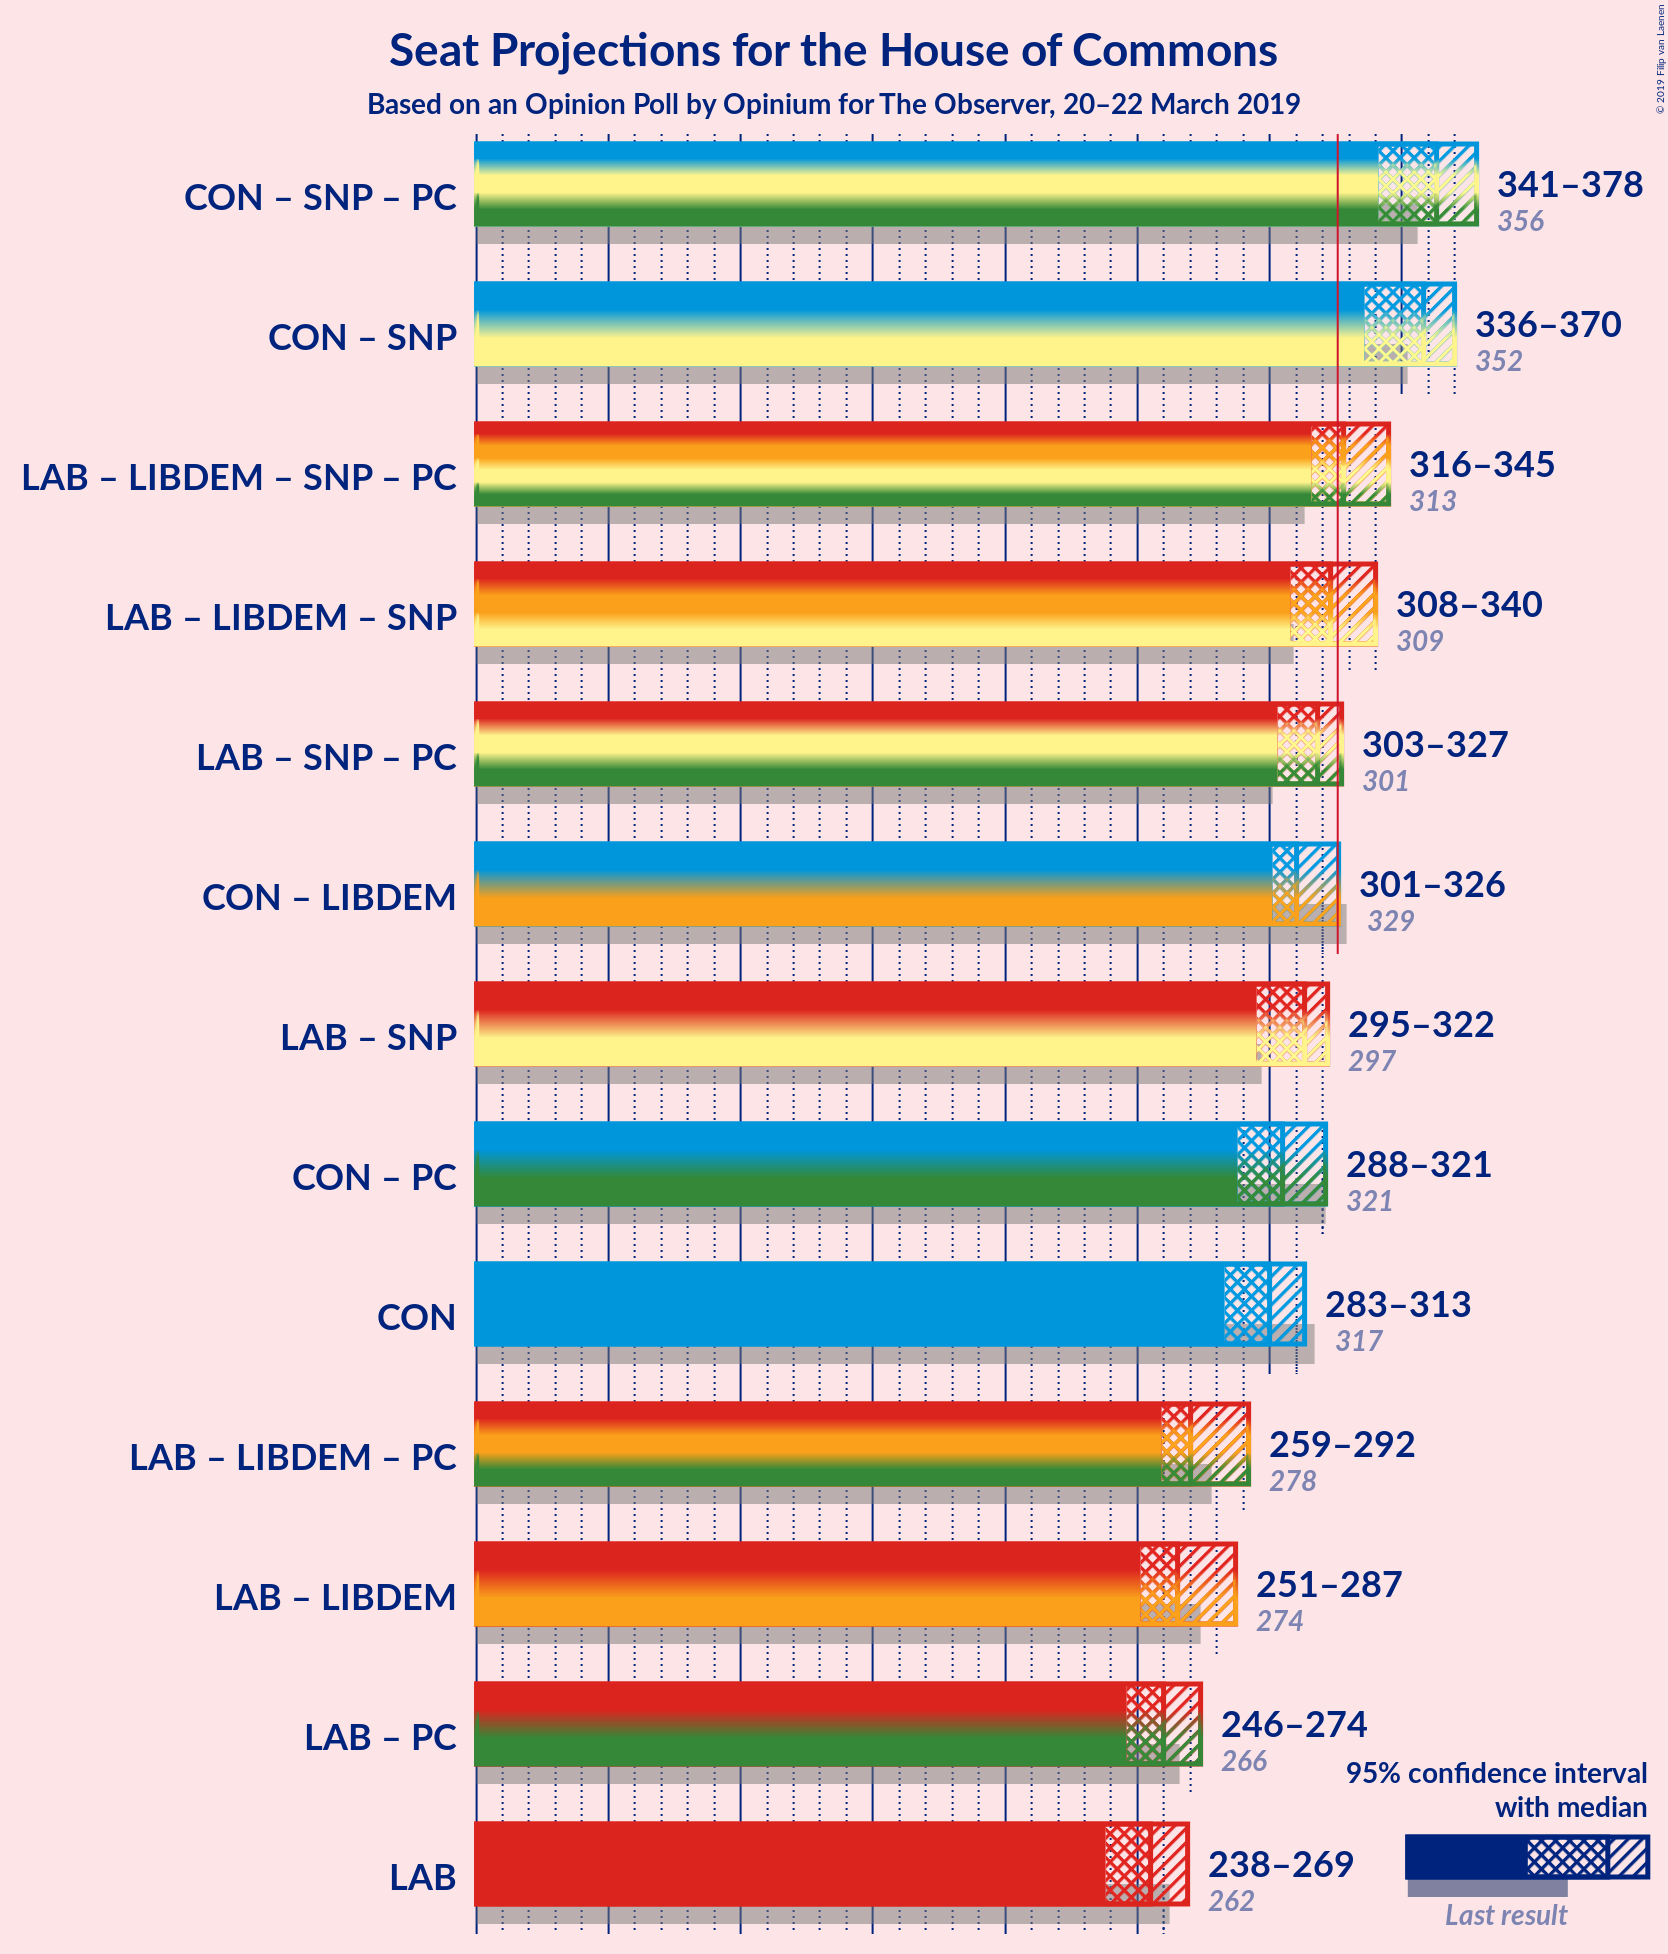 Seat Projections for the House of Commons
Based on an Opinion Poll by Opinium for The Observer, 20–22 March 2019
© 2019 Filip van Laenen
CON – SNP – PC
341–378
356
CON – SNP
336–370
352
LAB – LIBDEM – SNP – PC
316–345
313
LAB – LIBDEM – SNP
308–340
309
LAB – SNP – PC
303–327
301
CON – LIBDEM
301–326
329
LAB – SNP
295–322
297
CON – PC
288–321
321
CON
283–313
317
LAB – LIBDEM – PC
259–292
278
LAB – LIBDEM
251–287
274
LAB – PC
246–274
266
LAB
238–269
262
95% confidence interval
with median
Last result